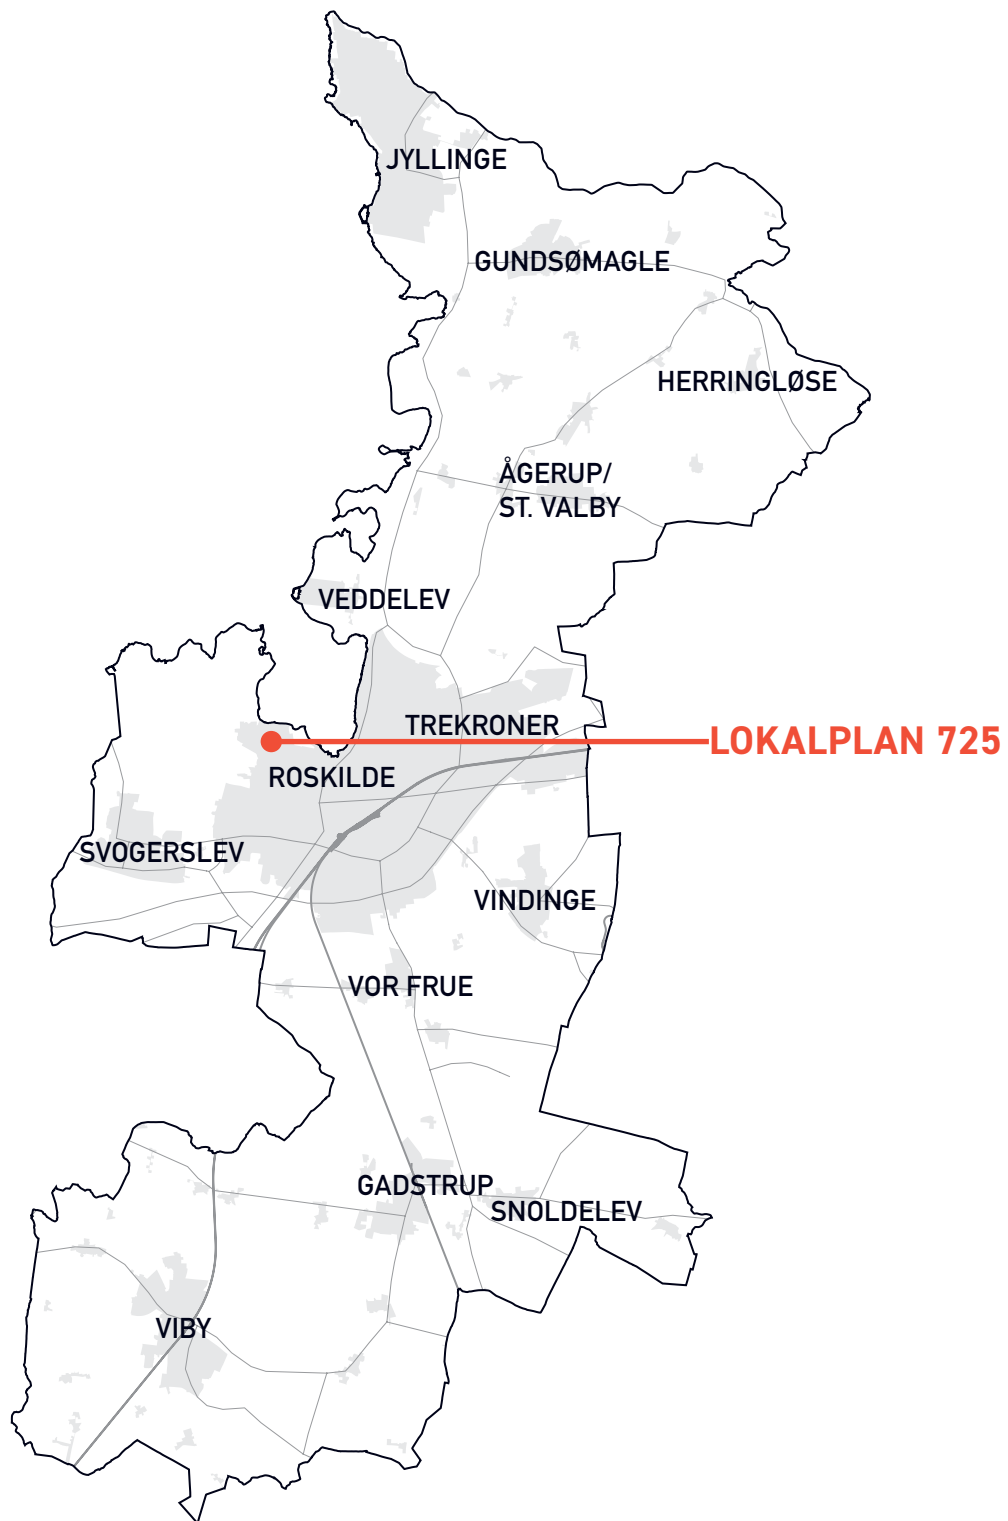 JYLLINGE
GUNDSØMAGLE
HERRINGLØSE
ÅGERUP/
ST. VALBY
VEDDELEV
TREKRONER
LOKALPLAN 725
ROSKILDE
SVOGERSLEV
VINDINGE
VOR FRUE
GADSTRUP
SNOLDELEV
VIBY